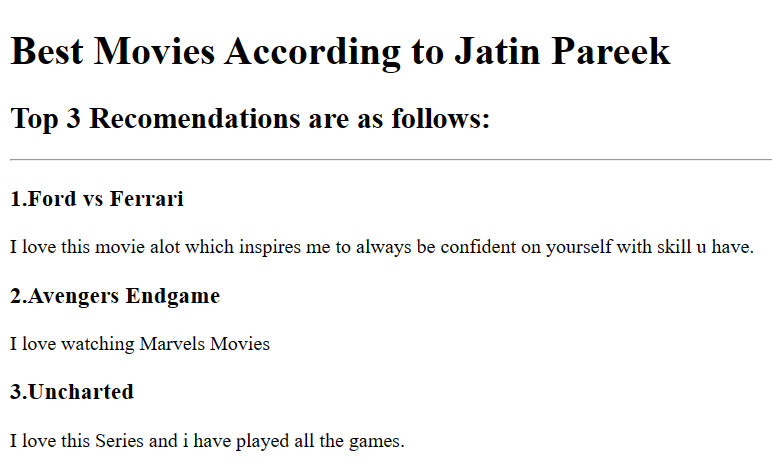 Best Movies According to Jatin Pareek
Top 3 Recomendations are as follows:
1.Ford vs Ferrari
I love this movie alot which inspires me to always be confident on yourself with skill u have.
2.Avengers Endgame
I love watching Marvels Movies
3.Uncharted
I love this Series and i have played all the games.